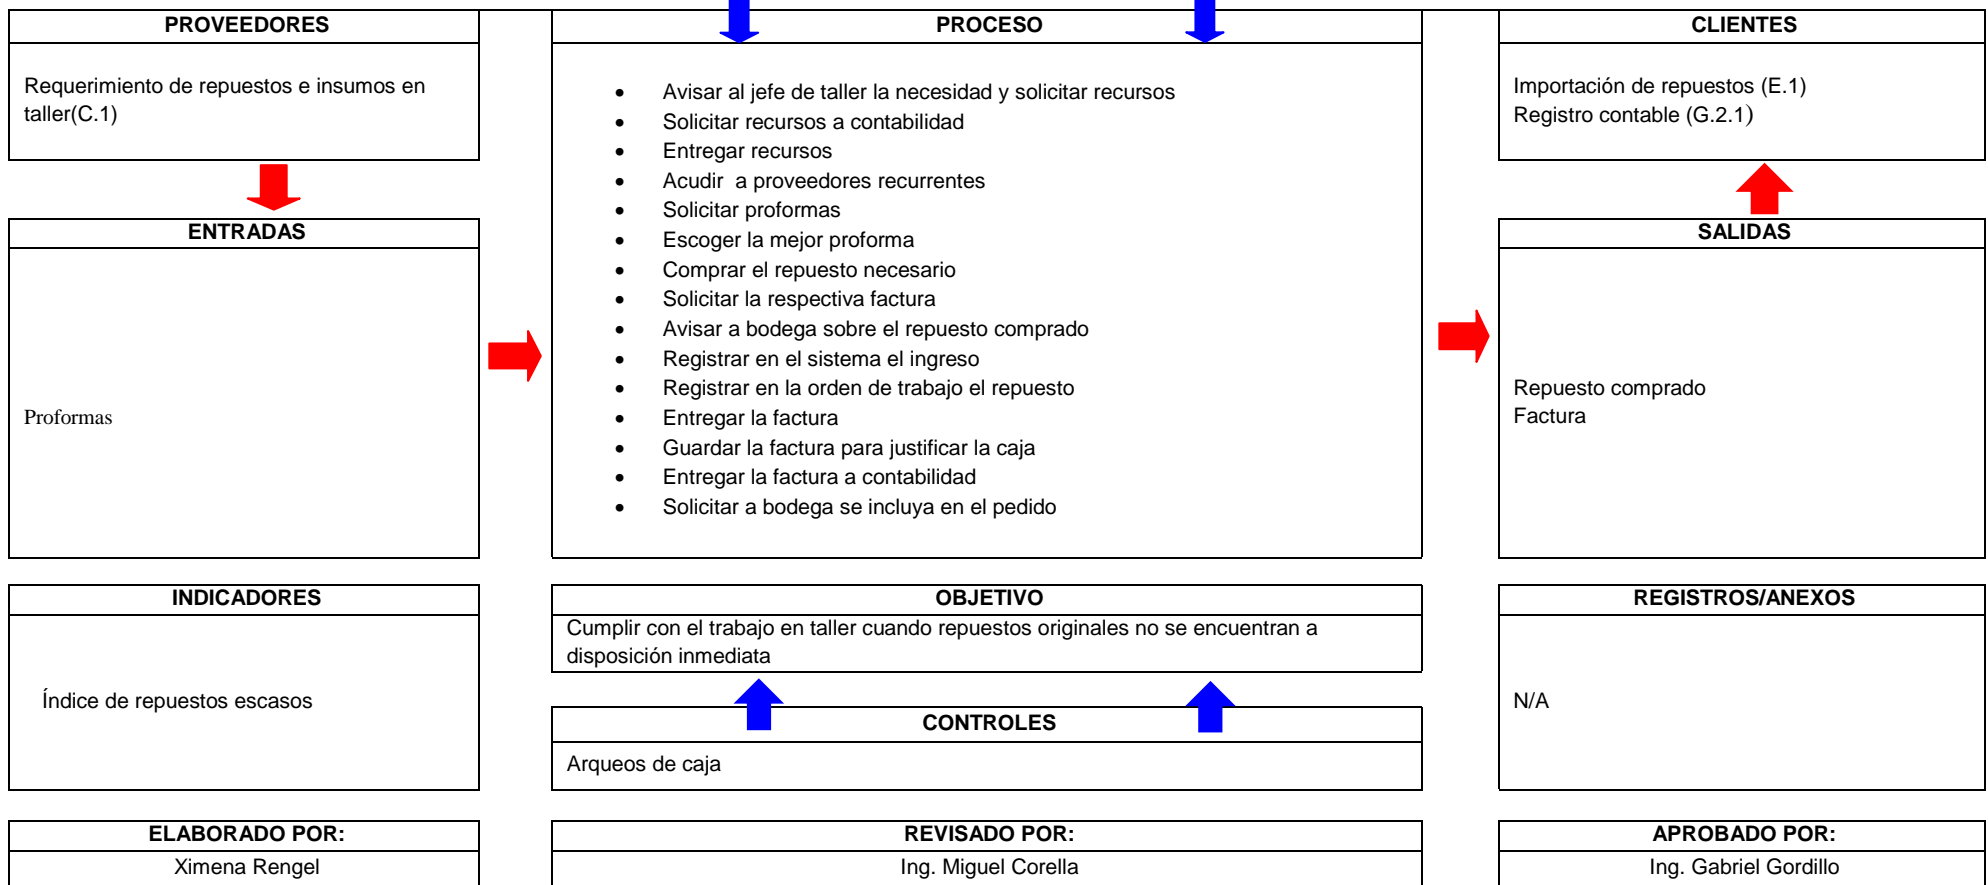 PROVEEDORES
Requerimiento de repuestos e insumos en
taller(C.1)
ENTRADAS
Proformas
PROCESO
• Avisar al jefe de taller la necesidad y solicitar recursos
• Solicitar recursos a contabilidad
• Entregar recursos
• Acudir a proveedores recurrentes
• Solicitar proformas
• Escoger la mejor proforma
• Comprar el repuesto necesario
• Solicitar la respectiva factura
• Avisar a bodega sobre el repuesto comprado
• Registrar en el sistema el ingreso
• Registrar en la orden de trabajo el repuesto
• Entregar la factura
• Guardar la factura para justificar la caja
• Entregar la factura a contabilidad
• Solicitar a bodega se incluya en el pedido
CLIENTES
Importación de repuestos (E.1)
Registro contable (G.2.1)
SALIDAS
Repuesto comprado
Factura
INDICADORES
Índice de repuestos escasos
OBJETIVO
Cumplir con el trabajo en taller cuando repuestos originales no se encuentran a
disposición inmediata
CONTROLES
Arqueos de caja
REGISTROS/ANEXOS
N/A
ELABORADO POR:
Ximena Rengel
REVISADO POR:
Ing. Miguel Corella
APROBADO POR:
Ing. Gabriel Gordillo